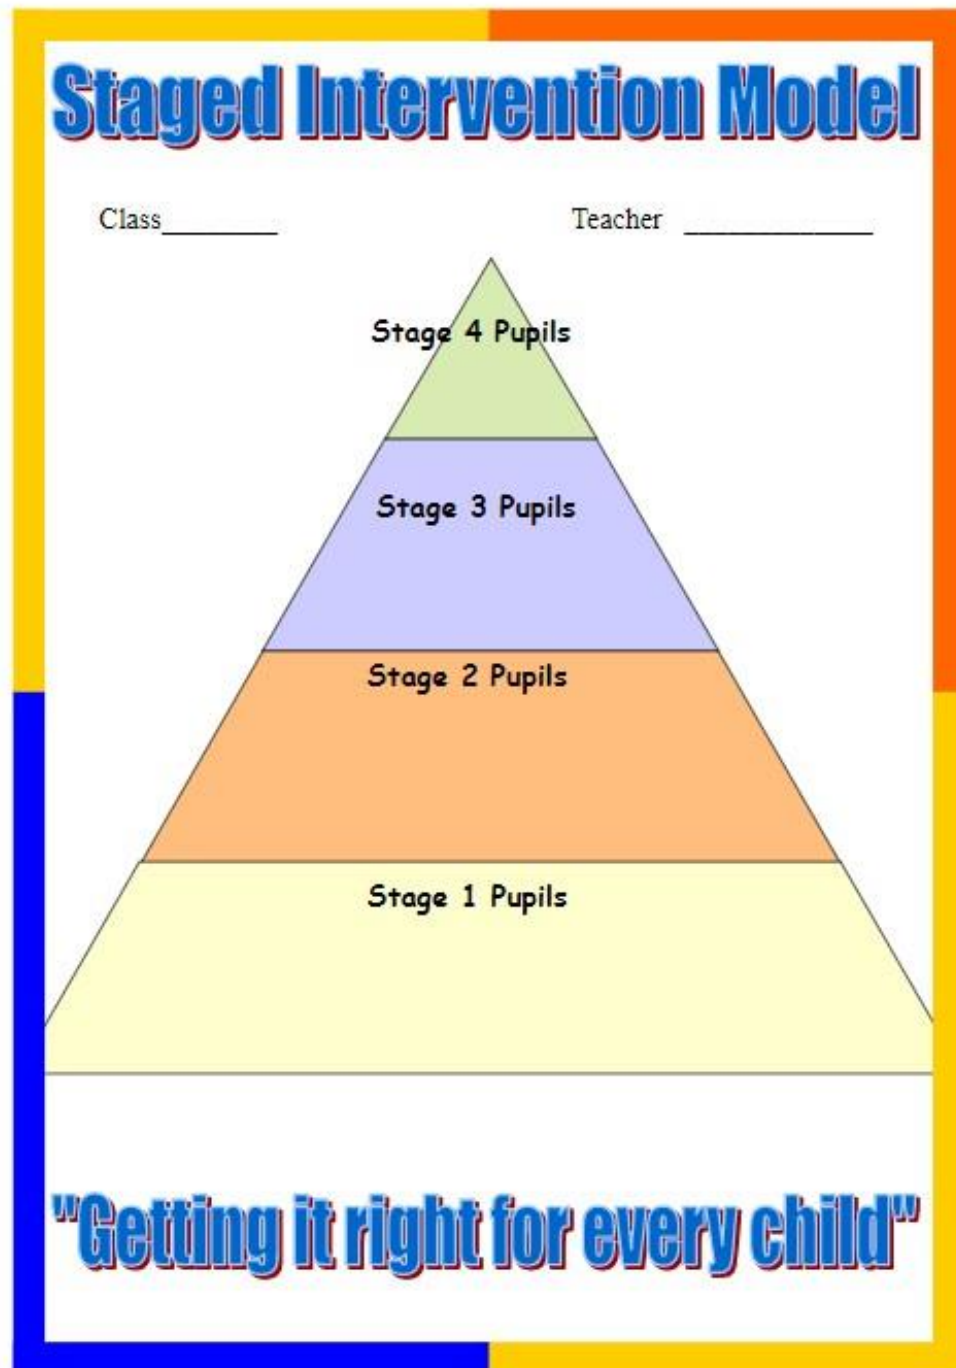 Staged Intervention Model
Class________ Teacher _____________
Stage 4 Pupils
Stage 3 Pupils
Stage 2 Pupils
Stage 1 Pupils
"Getting it right for every child"